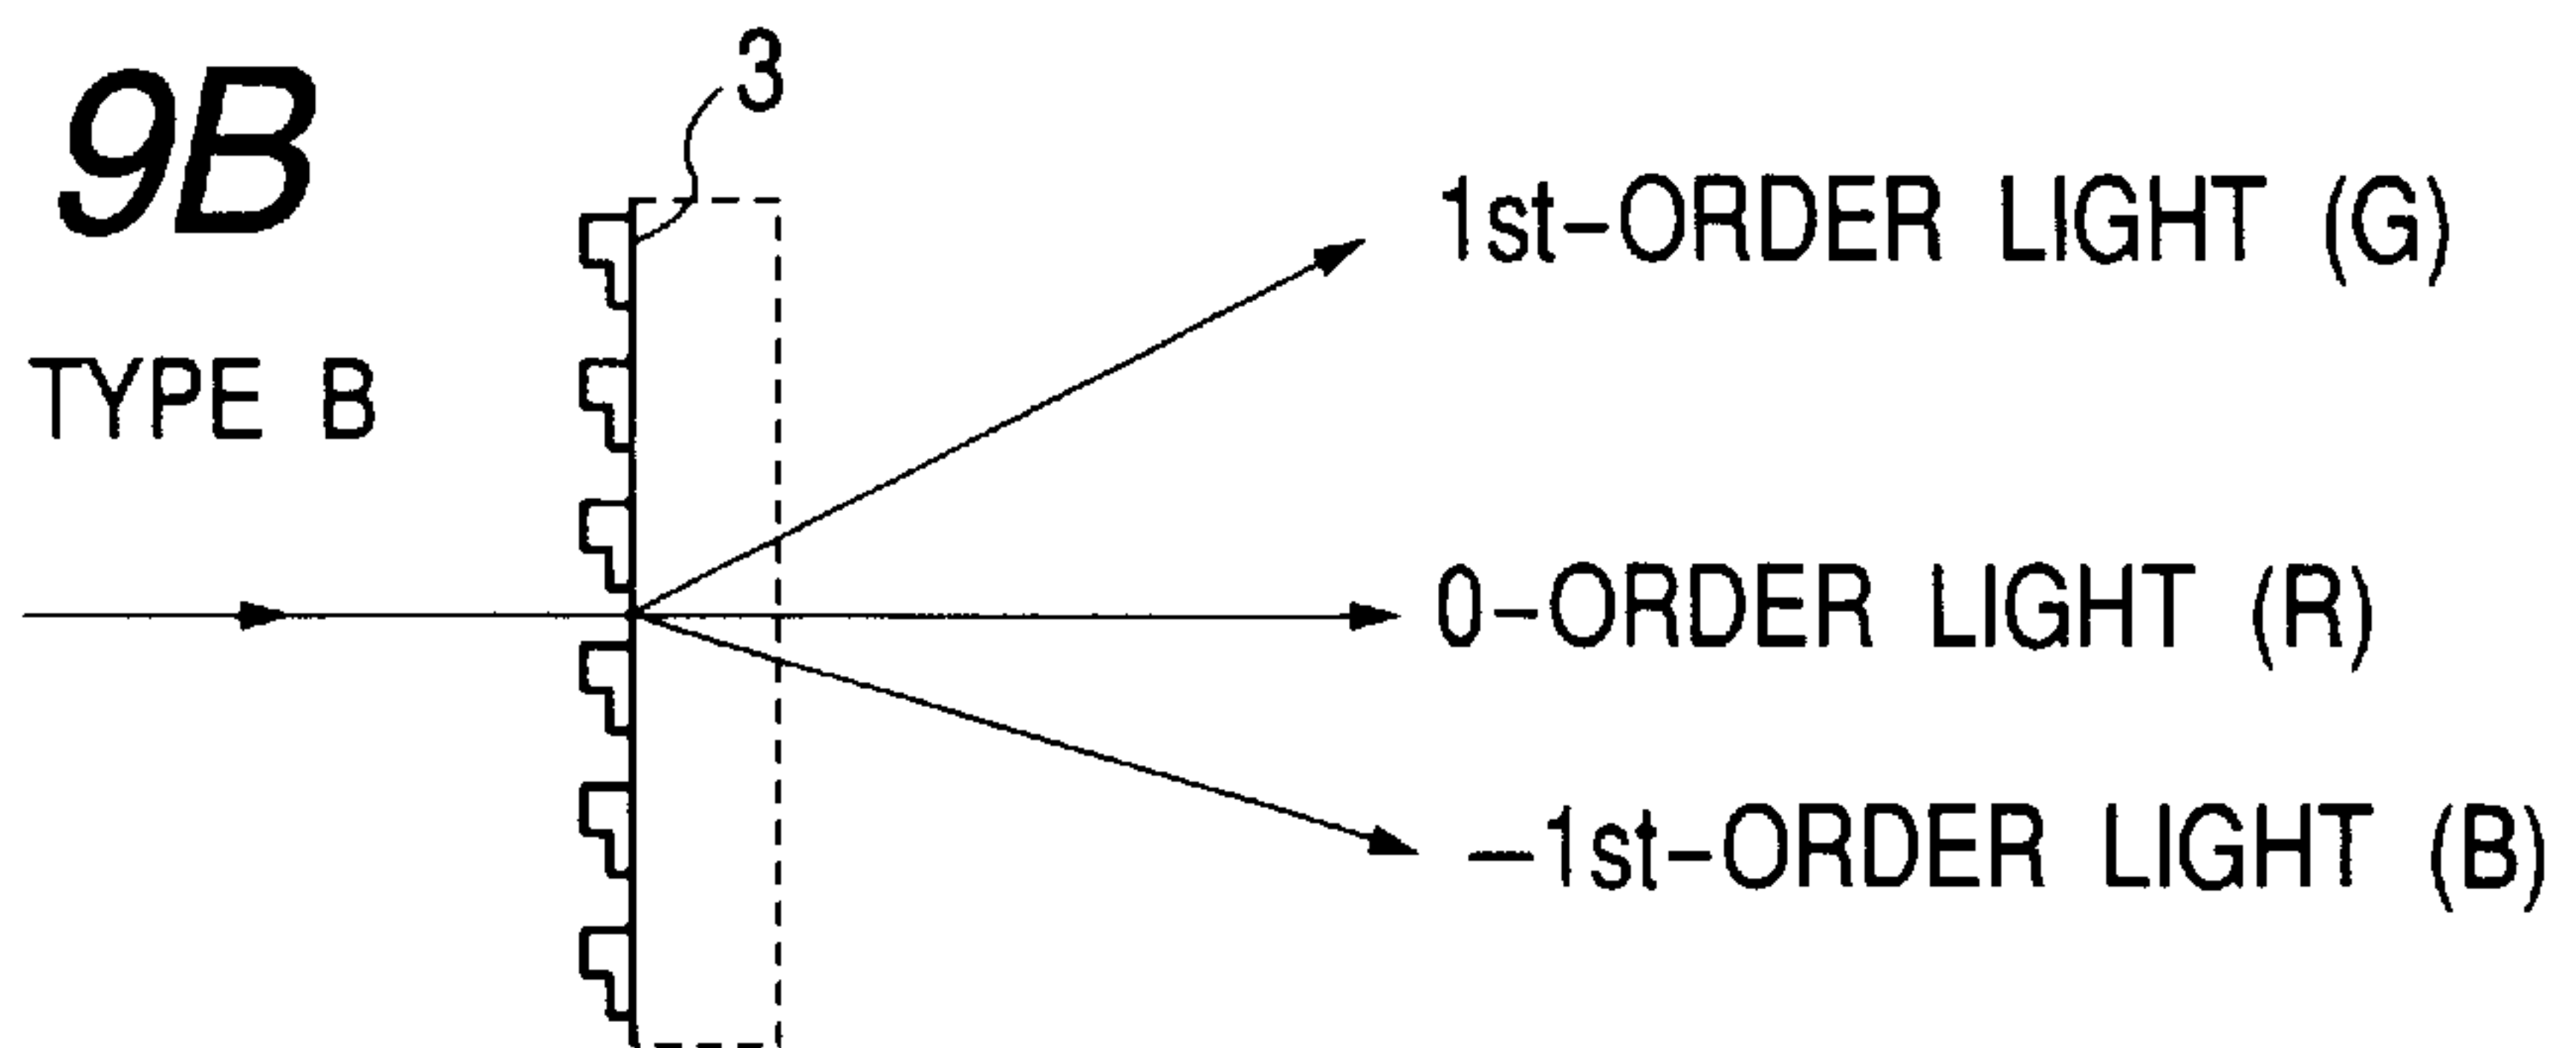 9B
3
TYPE B
1st-ORDER LIGHT (G)
0-ORDER LIGHT (R)
-1st-ORDER LIGHT (B)